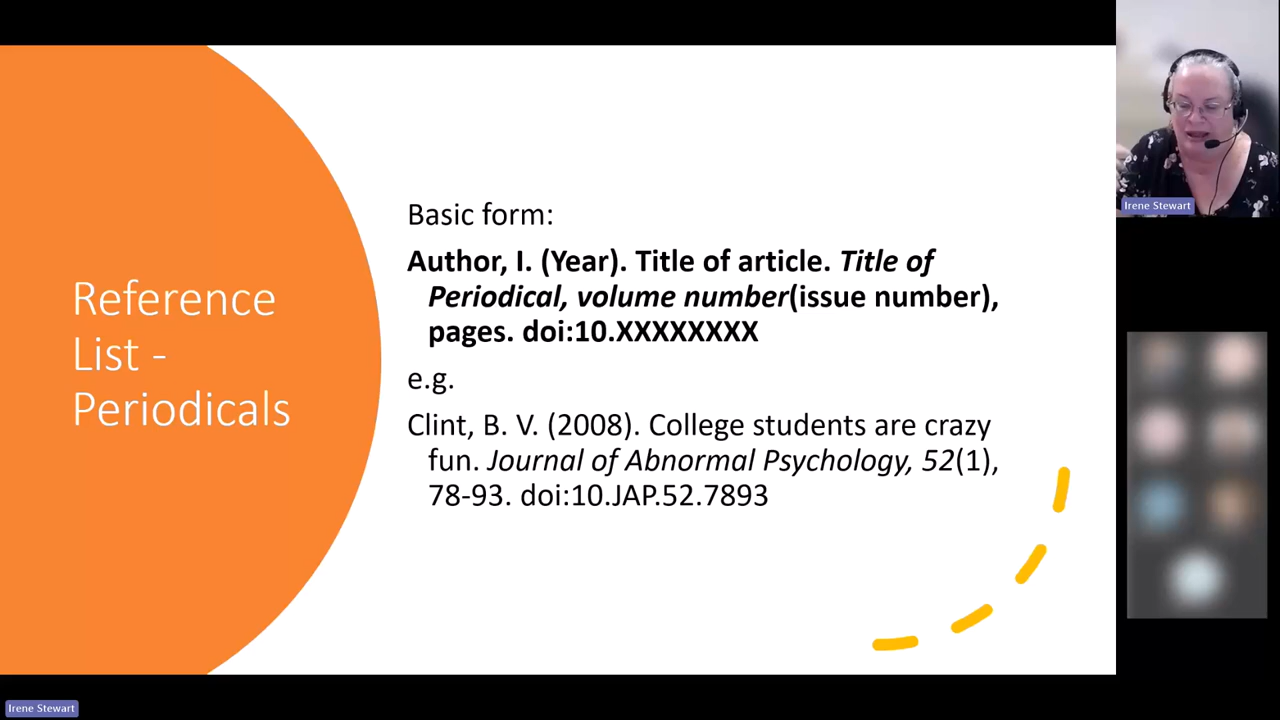 Reference
List -
Periodicals
Basic form:
Author, I. (Year). Title of article. Title of
Periodical, volume number(issue number),
pages. doi:10.XXXXXXXX
e.g.
Clint, B. V. (2008). College students are crazy
fun. Journal of Abnormal Psychology, 52(1),
78-93. doi:10.JAP.52.7893
Irene Stewart
Irene Stewart